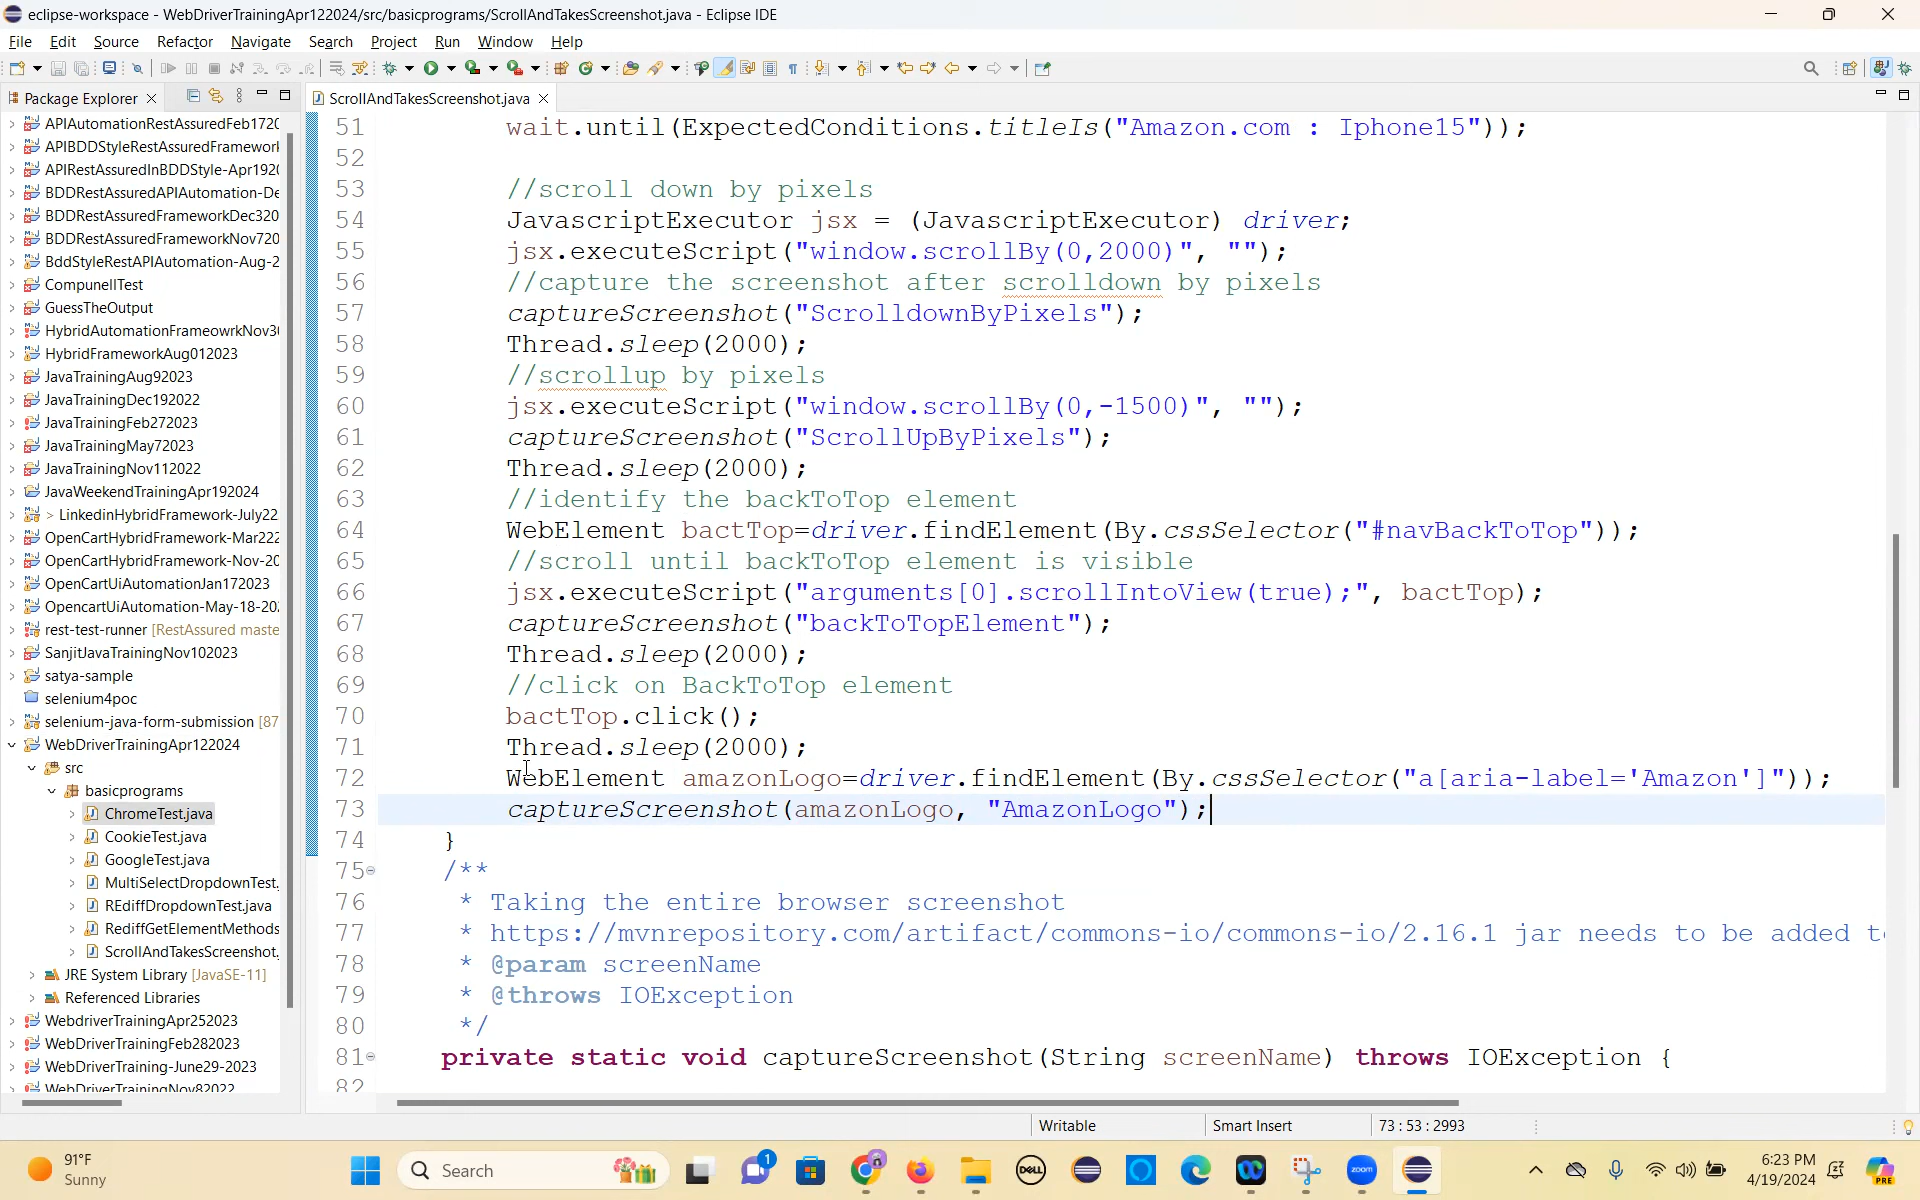 eclipse-workspace - WebDriverTrainingApr122024/src/basicprograms/ScrollAndTakesScreenshot.java - Eclipse IDE
File Edit Source Refactor Navigate Search Project Run Window Help
Package Explorer
ScrollAndTakesScreenshot.java
APIAutomationRestAssuredFeb172
APIBDDStyleRestAssuredFramewor
APIRestAssuredInBDDStyle-Apr192
BDDRestAssuredAPIAutomation-De
BDDRestAssuredFrameworkDec320
BDDRestAssuredFrameworkNov720
BddStyleRestAPIAutomation-Aug-2
CompunellTest
GuessTheOutput
HybridAutomationFrameowrkNov3
HybridFrameworkAug012023
JavaTrainingAug92023
JavaTrainingDec192022
JavaTrainingFeb272023
JavaTrainingMay72023
JavaTrainingNov112022
JavaWeekendTrainingApr192024
> LinkedinHybridFramework-July22
OpenCartHybridFramework-Mar222
OpenCartHybridFramework-Nov-20
OpenCartUiAutomationJan172023
OpencartUiAutomation-May-18-20
rest-test-runner [RestAssured maste
SanjitJavaTrainingNov102023
satya-sample
selenium4poc
selenium-java-form-submission [87
WebDriverTrainingApr122024
src
basicprograms
ChromeTest.java
CookieTest.java
GoogleTest.java
MultiSelectDropdownTest.
REdiffDropdownTest.java
RediffGetElementMethods
ScrollAndTakesScreenshot.
JRE System Library [JavaSE-11]
Referenced Libraries
WebdriverTrainingApr252023
WebDriverTrainingFeb282023
WebDriverTraining-June29-2023
WebDriverTrainingNov82022
51 wait.until(ExpectedConditions.titleIs("Amazon.com : Iphone15"));
52
53 //scroll down by pixels
54 JavascriptExecutor jsx = (JavascriptExecutor) driver;
55 jsx.executeScript("window.scrollBy(0,2000)", "");
56 //capture the screenshot after scrolldown by pixels
57 captureScreenshot("ScrolldownByPixels");
58 Thread.sleep(2000);
59 //scrollup by pixels
60 jsx.executeScript("window.scrollBy(0,-1500)", "");
61 captureScreenshot("ScrollUpByPixels");
62 Thread.sleep(2000);
63 //identify the backToTop element
64 WebElement bactTop=driver.findElement(By.cssSelector("#navBackToTop"));
65 //scroll until backToTop element is visible
66 jsx.executeScript("arguments[0].scrollIntoView(true);", bactTop);
67 captureScreenshot("backToTopElement");
68 Thread.sleep(2000);
69 //click on BackToTop element
70 bactTop.click();
71 Thread.sleep(2000);
72 WebElement amazonLogo=driver.findElement(By.cssSelector("a[aria-label='Amazon']"));
73 captureScreenshot(amazonLogo, "AmazonLogo");
74 }
75 /**
76 * Taking the entire browser screenshot
77 * https://mvnrepository.com/artifact/commons-io/commons-io/2.16.1 jar needs to be added t
78 * @param screenName
79 * @throws IOException
80 */
81 private static void captureScreenshot(String screenName) throws IOException {
82
Writable Smart Insert 73 : 53 : 2993
91°F
Sunny
Search
1
DELL
zoom
PRE
6:23 PM
4/19/2024